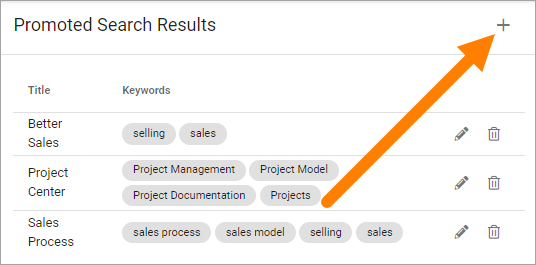 Promoted Search Results
Title Keywords
Better
Sales
selling sales
Project
Center
Project Management Project Model
Project Documentation Projects
Sales
Process
sales process sales model selling sales